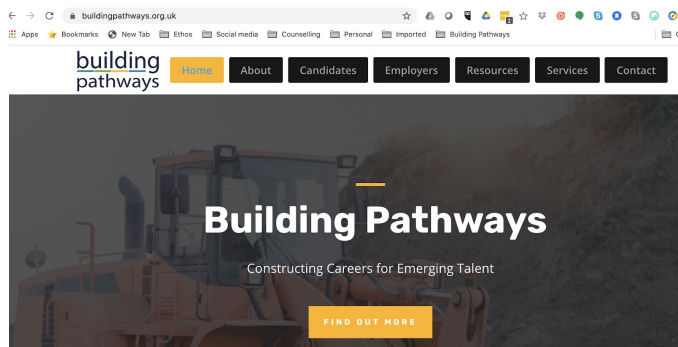 buildingpathways.org.uk
2
Apps Bookmarks New Tab Ethos Social media Counselling Personal Imported Building Pathways
building
pathways
Home About Candidates Employers Resources Services Contact
Building Pathways
Constructing Careers for Emerging Talent
FIND OUT MORE